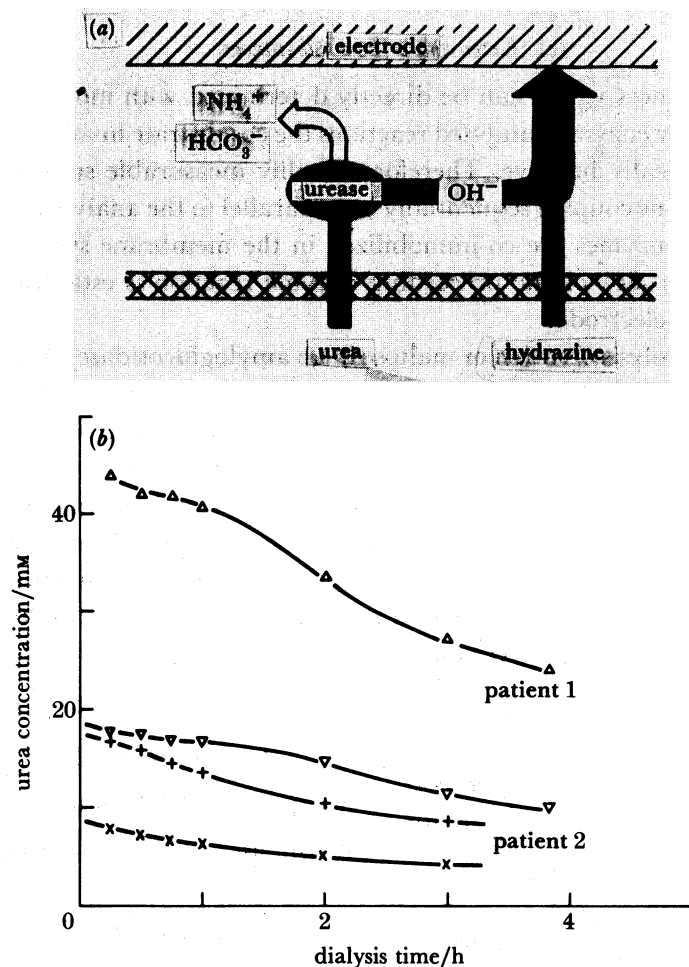 (a)
electrode
NH₄⁺
HCO₃⁻
urease
OH⁻
urea
hydrazine
(b)
urea concentration/mM
40
20
0
2
4
patient 1
patient 2
dialysis time/h